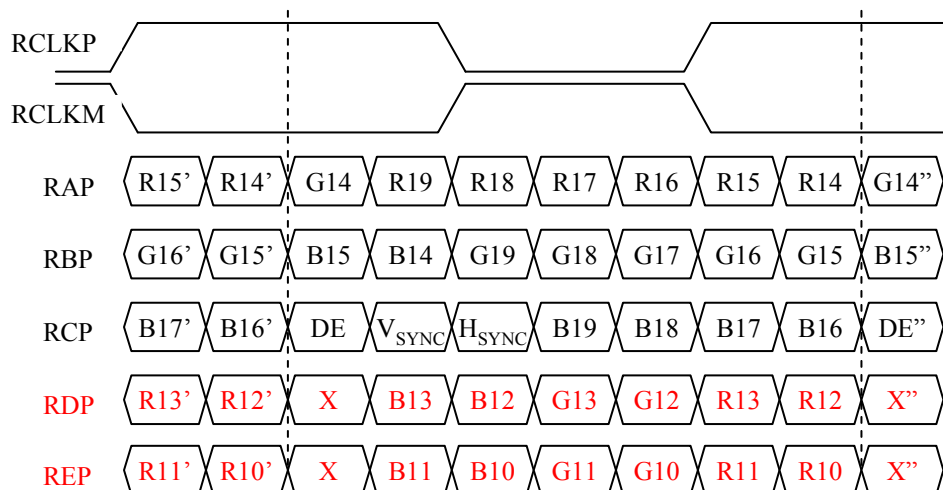 RCLKP
RCLKM
RAP R15’ R14’ G14 R19 R18 R17 R16 R15 R14 G14”
RBP G16’ G15’ B15 B14 G19 G18 G17 G16 G15 B15”
RCP B17’ B16’ DE VSYNC HSYNC B19 B18 B17 B16 DE”
RDP R13’ R12’ X B13 B12 G13 G12 R13 R12 X”
REP R11’ R10’ X B11 B10 G11 G10 R11 R10 X”